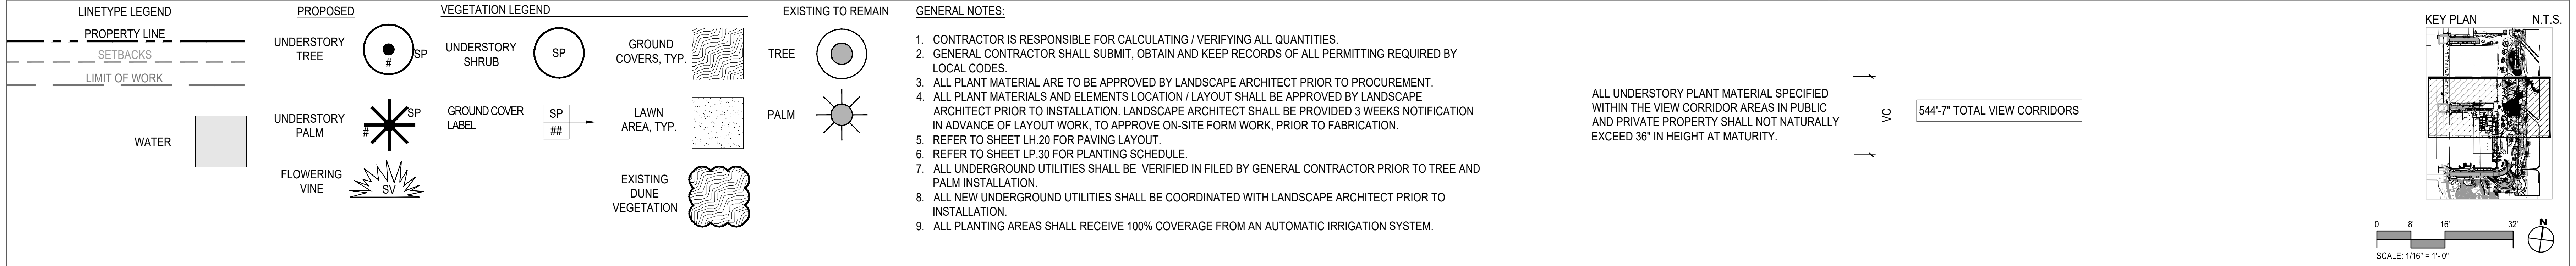 LINETYPE LEGEND
PROPERTY LINE
SETBACKS
LIMIT OF WORK
WATER
PROPOSED
UNDERSTORY
TREE
SP
#
UNDERSTORY
PALM
SP
#
FLOWERING
VINE
SV
VEGETATION LEGEND
UNDERSTORY
SHRUB
SP
GROUND COVER
LABEL
SP
##
GROUND
COVERS, TYP.
LAWN
AREA, TYP.
EXISTING
DUNE
VEGETATION
EXISTING TO REMAIN
TREE
PALM
GENERAL NOTES:
1. CONTRACTOR IS RESPONSIBLE FOR CALCULATING / VERIFYING ALL QUANTITIES.
2. GENERAL CONTRACTOR SHALL SUBMIT, OBTAIN AND KEEP RECORDS OF ALL PERMITTING REQUIRED BY
LOCAL CODES.
3. ALL PLANT MATERIAL ARE TO BE APPROVED BY LANDSCAPE ARCHITECT PRIOR TO PROCUREMENT.
4. ALL PLANT MATERIALS AND ELEMENTS LOCATION / LAYOUT SHALL BE APPROVED BY LANDSCAPE
ARCHITECT PRIOR TO INSTALLATION. LANDSCAPE ARCHITECT SHALL BE PROVIDED 3 WEEKS NOTIFICATION
IN ADVANCE OF LAYOUT WORK, TO APPROVE ON-SITE FORM WORK, PRIOR TO FABRICATION.
5. REFER TO SHEET LH.20 FOR PAVING LAYOUT.
6. REFER TO SHEET LP.30 FOR PLANTING SCHEDULE.
7. ALL UNDERGROUND UTILITIES SHALL BE VERIFIED IN FILED BY GENERAL CONTRACTOR PRIOR TO TREE AND
PALM INSTALLATION.
8. ALL NEW UNDERGROUND UTILITIES SHALL BE COORDINATED WITH LANDSCAPE ARCHITECT PRIOR TO
INSTALLATION.
9. ALL PLANTING AREAS SHALL RECEIVE 100% COVERAGE FROM AN AUTOMATIC IRRIGATION SYSTEM.
ALL UNDERSTORY PLANT MATERIAL SPECIFIED
WITHIN THE VIEW CORRIDOR AREAS IN PUBLIC
AND PRIVATE PROPERTY SHALL NOT NATURALLY
EXCEED 36" IN HEIGHT AT MATURITY.
VC
544'-7" TOTAL VIEW CORRIDORS
KEY PLAN N.T.S.
0 8' 16' 32'
SCALE: 1/16" = 1'- 0"
N